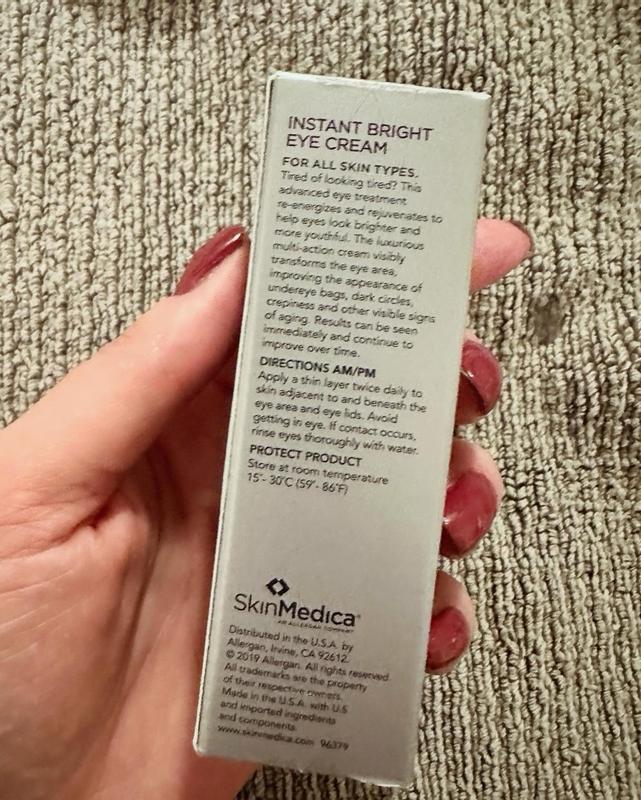 INSTANT BRIGHT
EYE CREAM
FOR ALL SKIN TYPES.
Tired of looking tired? This
advanced eye treatment
re-energizes and rejuvenates to
help eyes look brighter and
more youthful. The luxurious
multi-action cream visibly
transforms the eye area,
improving the appearance of
undereye bags, dark circles,
crepiness and other visible signs
of aging. Results can be seen
immediately and continue to
improve over time.
DIRECTIONS AM/PM
Apply a thin layer twice daily to
skin adjacent to and beneath the
eye area and eye lids. Avoid
getting in eye. If contact occurs,
rinse eyes thoroughly with water.
PROTECT PRODUCT
Store at room temperature
15°- 30°C (59°- 86°F)
SkinMedica®
AN ALLERGAN COMPANY
Distributed in the U.S.A. by
Allergan, Irvine, CA 92612.
© 2019 Allergan. All rights reserved.
All trademarks are the property
of their respective owners.
Made in the U.S.A. with U.S
and imported ingredients
and components.
www.skinmedica.com 96379